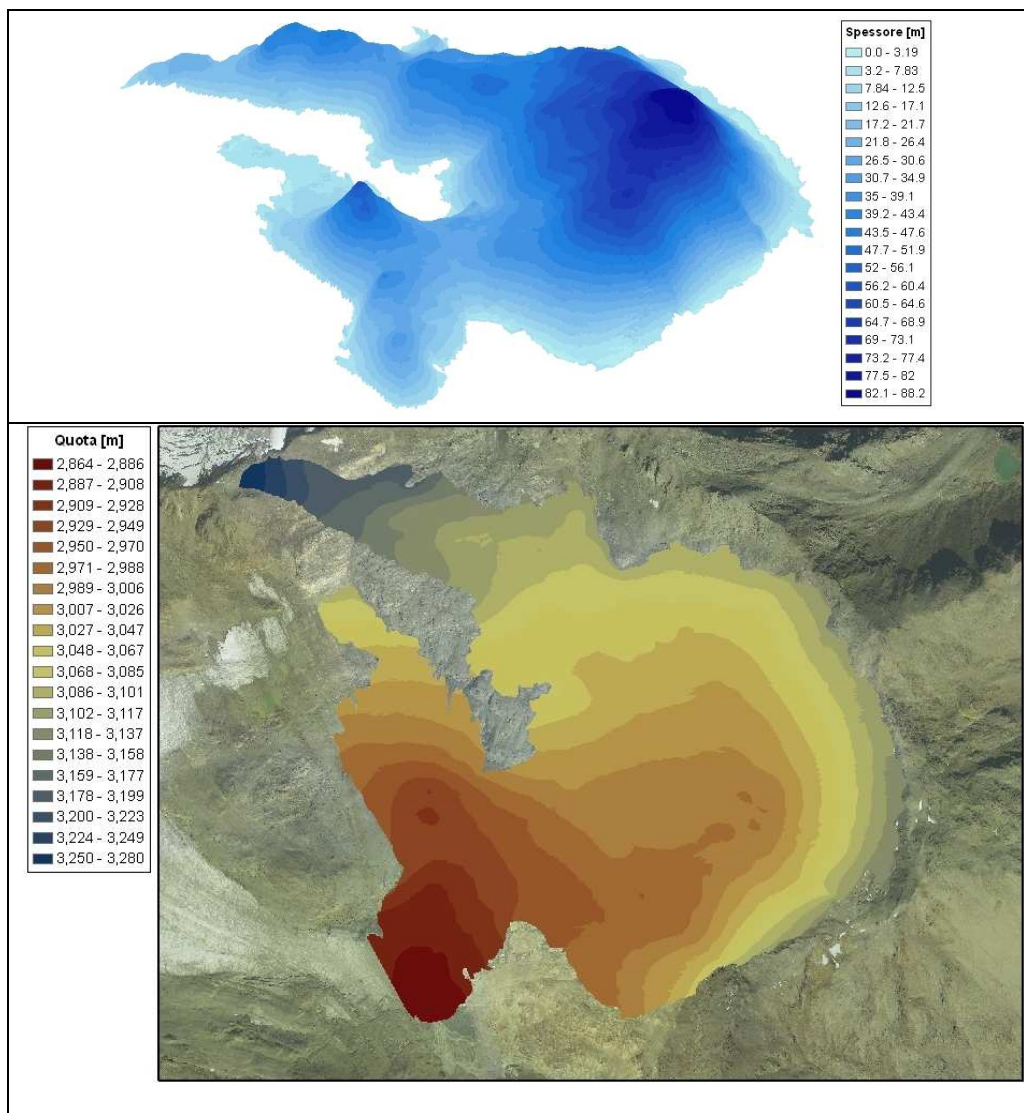 Spessore [m]
0.0 - 3.19
3.2 - 7.83
7.84 - 12.5
12.6 - 17.1
17.2 - 21.7
21.8 - 26.4
26.5 - 30.6
30.7 - 34.9
35 - 39.1
39.2 - 43.4
43.5 - 47.6
47.7 - 51.9
52 - 56.1
56.2 - 60.4
60.5 - 64.6
64.7 - 68.9
69 - 73.1
73.2 - 77.4
77.5 - 82
82.1 - 88.2
Quota [m]
2,864 - 2,886
2,887 - 2,908
2,909 - 2,928
2,929 - 2,949
2,950 - 2,970
2,971 - 2,988
2,989 - 3,006
3,007 - 3,026
3,027 - 3,047
3,048 - 3,067
3,068 - 3,085
3,086 - 3,101
3,102 - 3,117
3,118 - 3,137
3,138 - 3,158
3,159 - 3,177
3,178 - 3,199
3,200 - 3,223
3,224 - 3,249
3,250 - 3,280